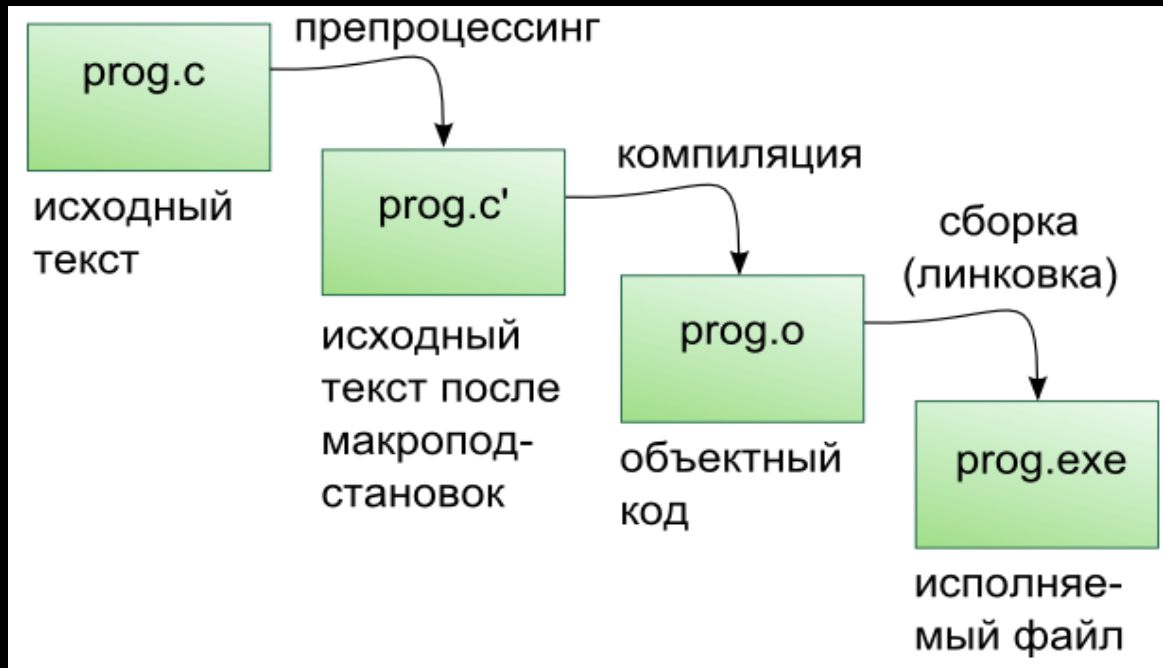 препроцессинг
prog.c
исходный
текст
компиляция
prog.c'
исходный
текст после
макропод-
становок
сборка
(линковка)
prog.o
объектный
код
prog.exe
исполняе-
мый файл